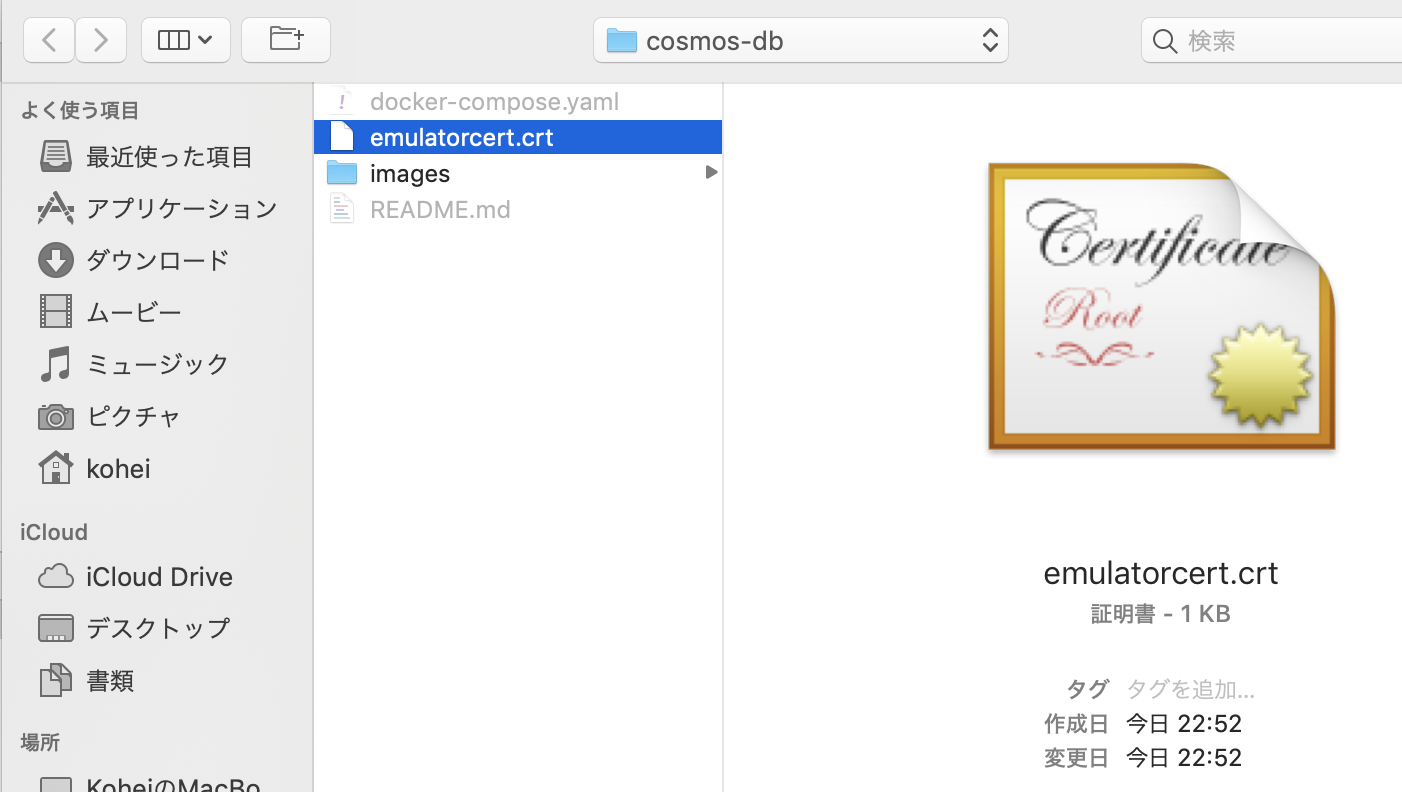 cosmos-db
検索
よく使う項目
最近使った項目
アプリケーション
ダウンロード
ムービー
ミュージック
ピクチャ
kohei
iCloud
iCloud Drive
デスクトップ
書類
場所
KoheiのMacBo
docker-compose.yaml
emulatorcert.crt
images
README.md
Certificate
Root
emulatorcert.crt
証明書 - 1 KB
タグ タグを追加...
作成日 今日 22:52
変更日 今日 22:52